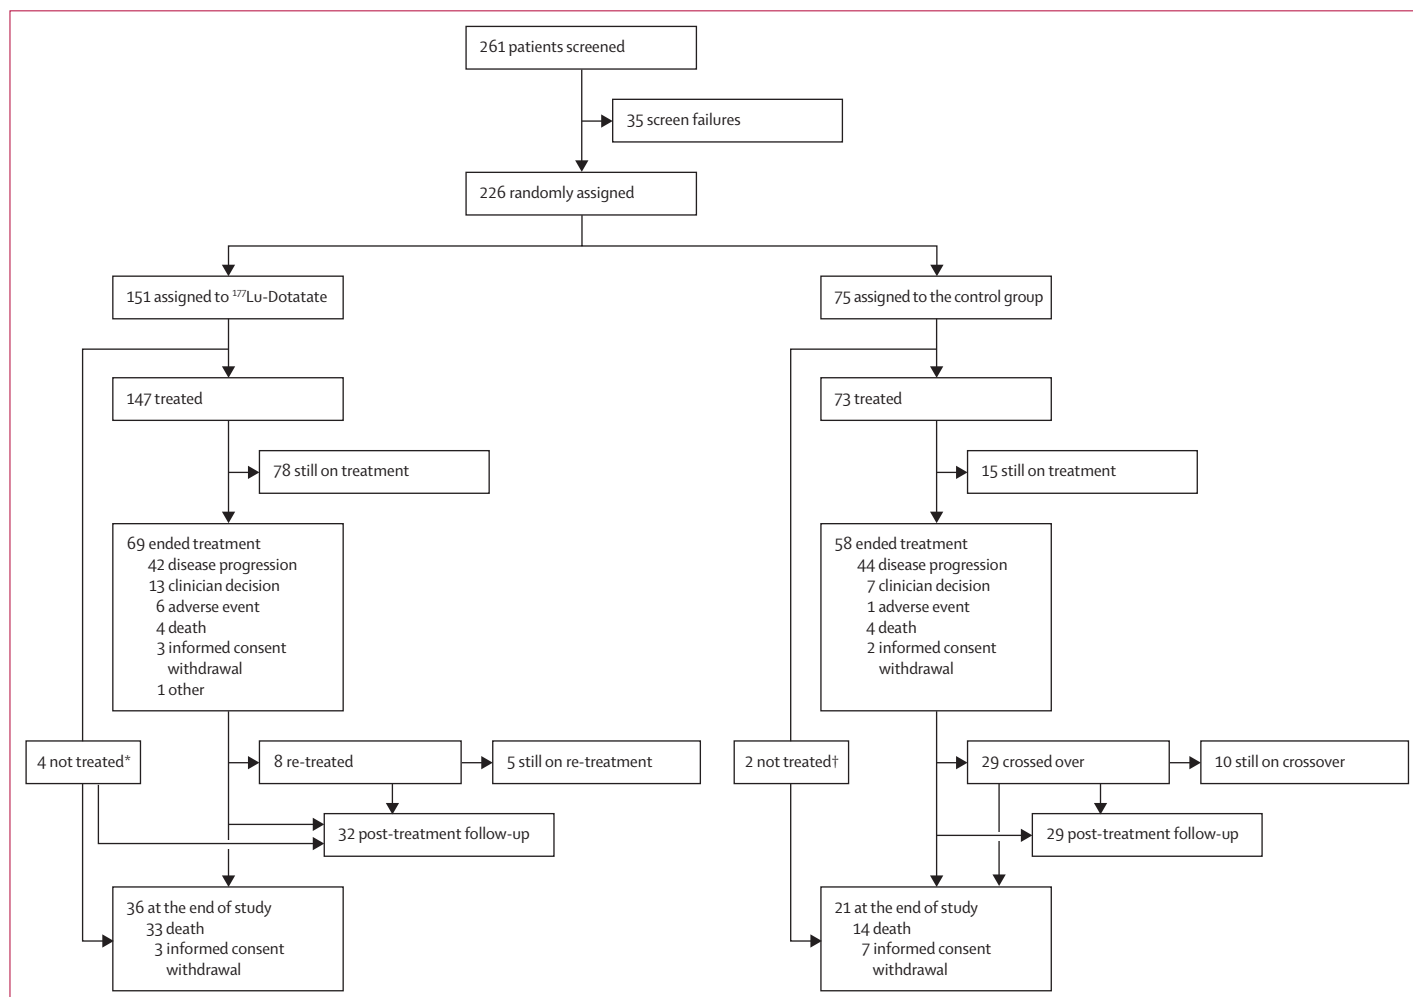 261 patients screened
35 screen failures
226 randomly assigned
151 assigned to ¹⁷⁷Lu-Dotatate
75 assigned to the control group
147 treated
73 treated
78 still on treatment
15 still on treatment
69 ended treatment
42 disease progression
13 clinician decision
6 adverse event
4 death
3 informed consent
withdrawal
1 other
58 ended treatment
44 disease progression
7 clinician decision
1 adverse event
4 death
2 informed consent
withdrawal
4 not treated*
8 re-treated
5 still on re-treatment
2 not treated†
29 crossed over
10 still on crossover
32 post-treatment follow-up
29 post-treatment follow-up
36 at the end of study
33 death
3 informed consent
withdrawal
21 at the end of study
14 death
7 informed consent
withdrawal